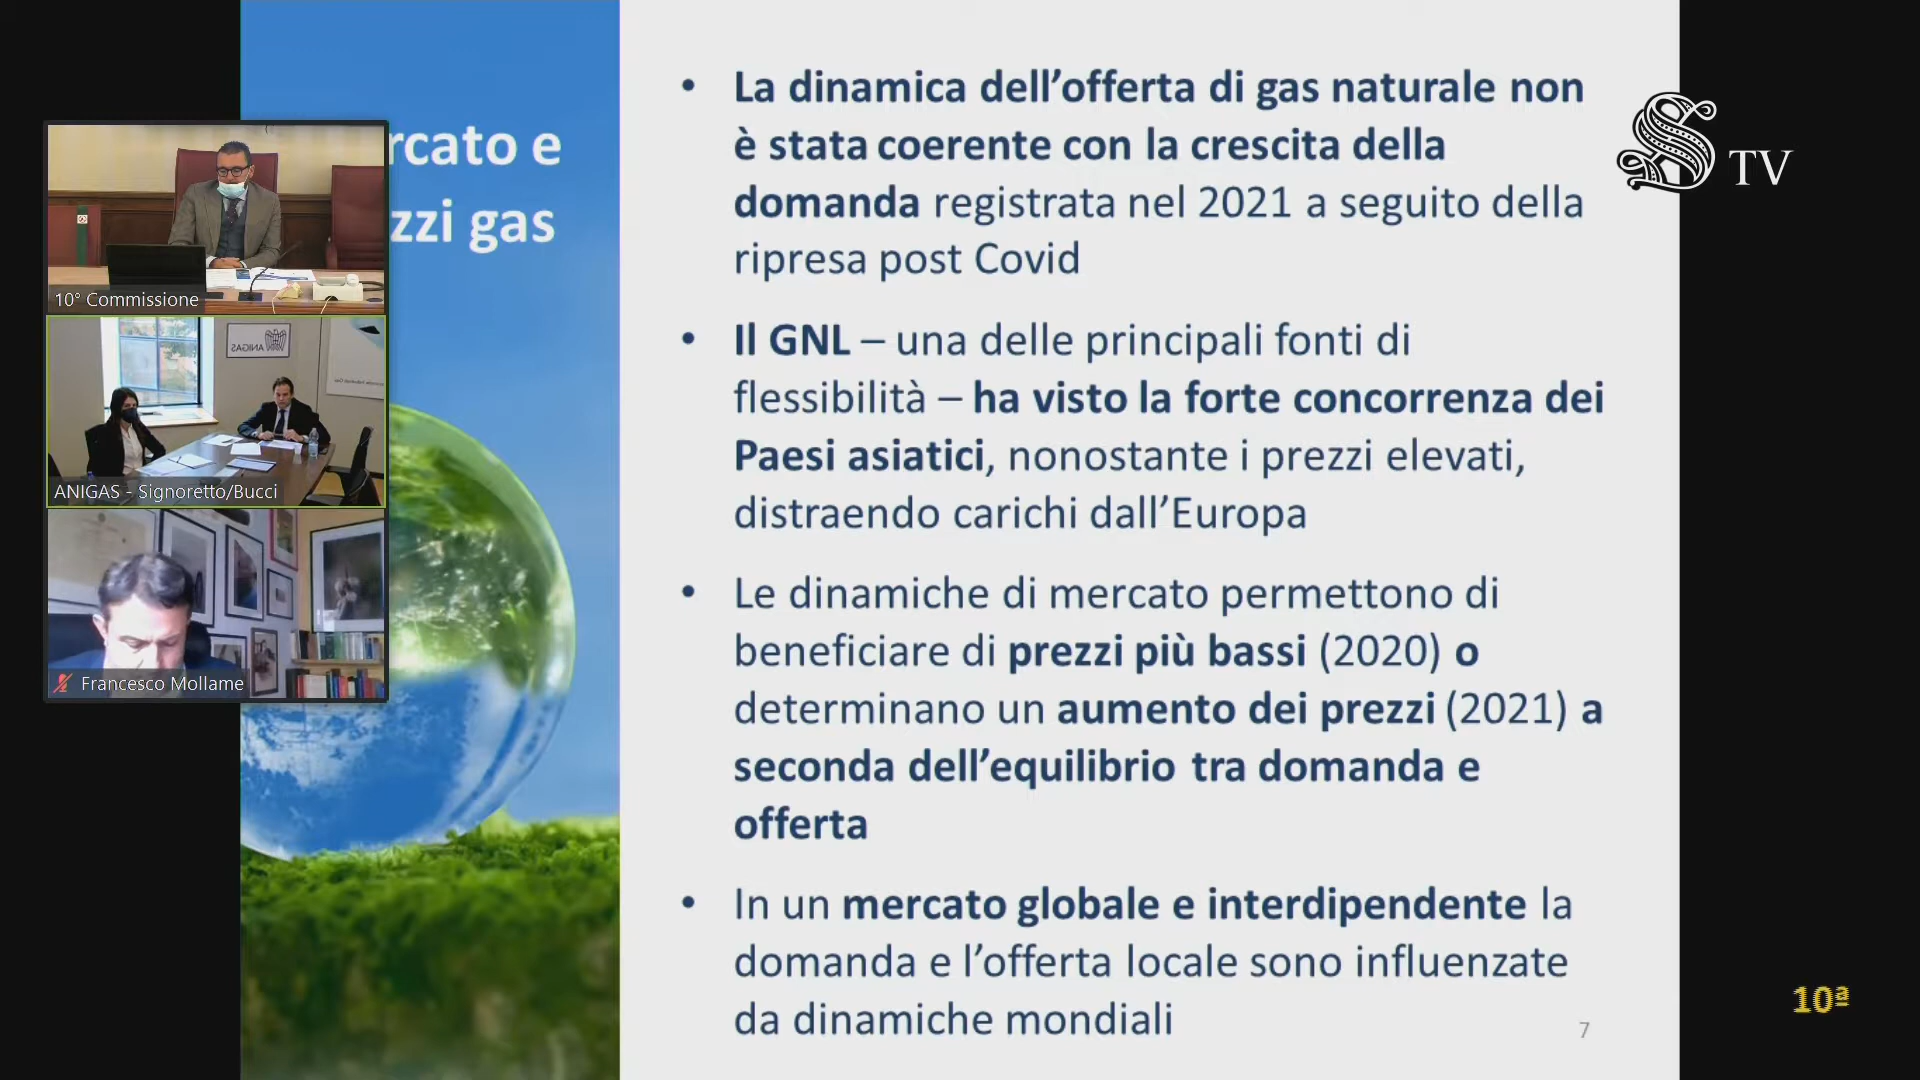 rcato e
zzi gas
10° Commissione
ANIGAS
ANIGAS - Signoretto/Bucci
Francesco Mollame
• La dinamica dell’offerta di gas naturale non
è stata coerente con la crescita della
domanda registrata nel 2021 a seguito della
ripresa post Covid
• Il GNL – una delle principali fonti di
flessibilità – ha visto la forte concorrenza dei
Paesi asiatici, nonostante i prezzi elevati,
distraendo carichi dall’Europa
• Le dinamiche di mercato permettono di
beneficiare di prezzi più bassi (2020) o
determinano un aumento dei prezzi (2021) a
seconda dell’equilibrio tra domanda e
offerta
• In un mercato globale e interdipendente la
domanda e l’offerta locale sono influenzate
da dinamiche mondiali
7
S TV
10ª